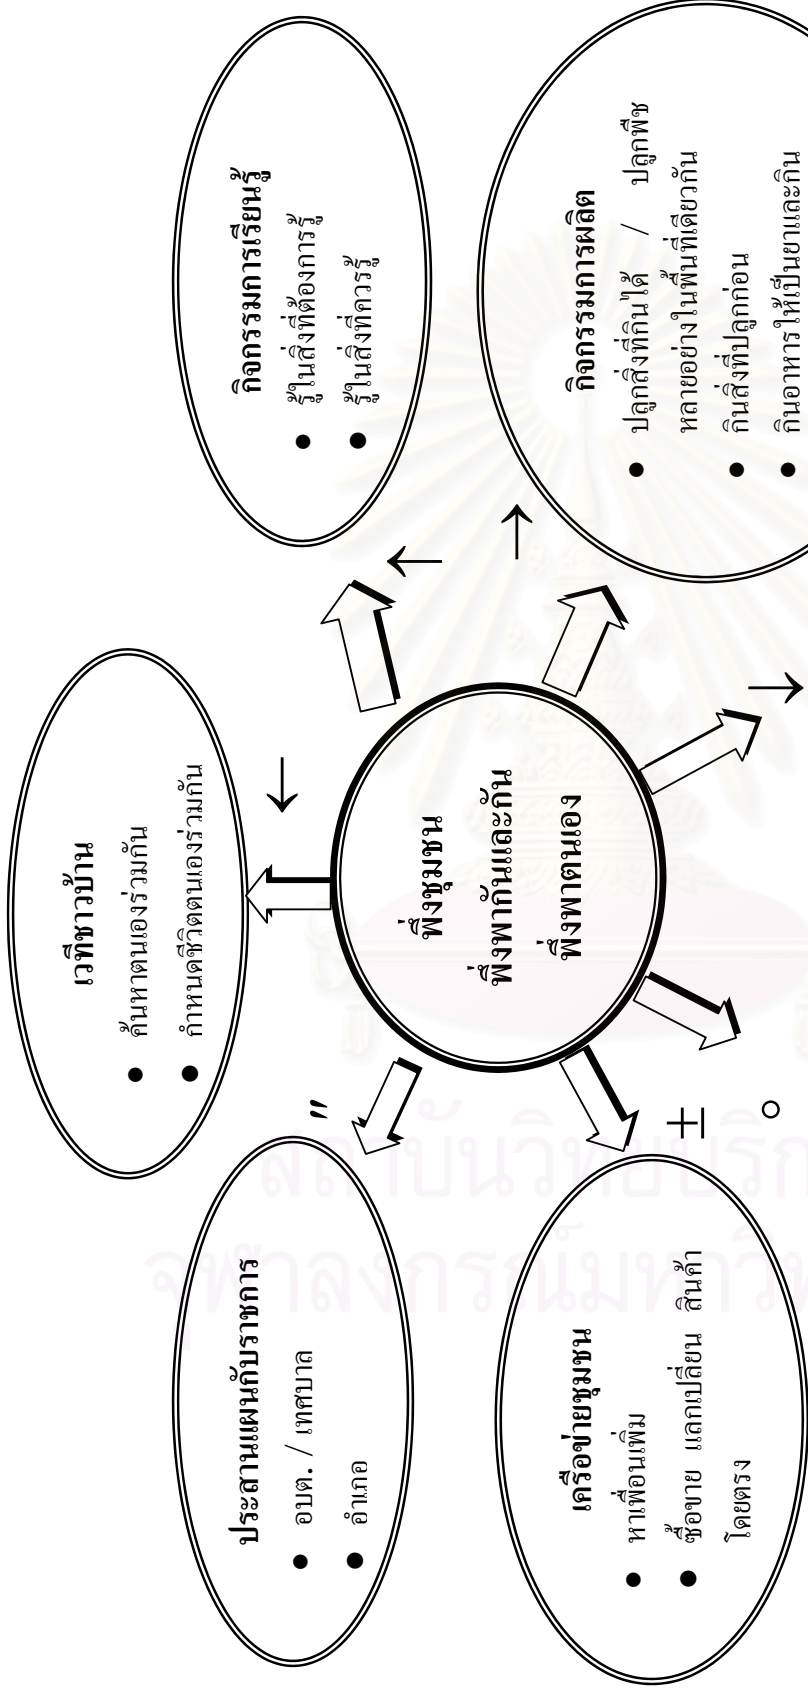 เวทีชาวบ้าน
● ค้นหาตนเองร่วมกัน
● กำหนดชีวิตตนเองร่วมกัน
ประสานแผนกับราชการ
● อบต. / เทศบาล
● อำเภอ
กิจกรรมการเรียนรู้
● รู้ในสิ่งที่ต้องการรู้
● รู้ในสิ่งที่ควรรู้
"
←
↑
→
↓
พึ่งชุมชน
พึ่งพากันและกัน
พึ่งพาตนเอง
±
°
เครือข่ายชุมชน
● หาเพื่อนเพิ่ม
● ซื้อขาย แลกเปลี่ยน สินค้า
โดยตรง
กิจกรรมการผลิต
● ปลูกสิ่งที่กินได้ / ปลูกพืช
หลายอย่างในพื้นที่เดียวกัน
● กินสิ่งที่ปลูกก่อน
● กินอาหารให้เป็นยาและกิน